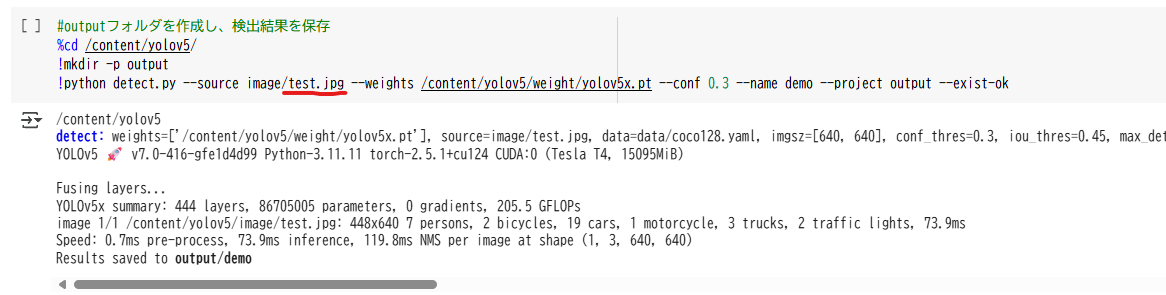 [ ] #outputフォルダを作成し、検出結果を保存
%cd /content/yolov5/
!mkdir -p output
!python detect.py --source image/test.jpg --weights /content/yolov5/weight/yolov5x.pt --conf 0.3 --name demo --project output --exist-ok
/content/yolov5
detect: weights=['/content/yolov5/weight/yolov5x.pt'], source=image/test.jpg, data=data/coco128.yaml, imgsz=[640, 640], conf_thres=0.3, iou_thres=0.45, max_det
YOLOv5 🚀 v7.0-416-gfe1d4d99 Python-3.11.11 torch-2.5.1+cu124 CUDA:0 (Tesla T4, 15095MiB)
Fusing layers...
YOLOv5x summary: 444 layers, 86705005 parameters, 0 gradients, 205.5 GFLOPs
image 1/1 /content/yolov5/image/test.jpg: 448x640 7 persons, 2 bicycles, 19 cars, 1 motorcycle, 3 trucks, 2 traffic lights, 73.9ms
Speed: 0.7ms pre-process, 73.9ms inference, 119.8ms NMS per image at shape (1, 3, 640, 640)
Results saved to output/demo